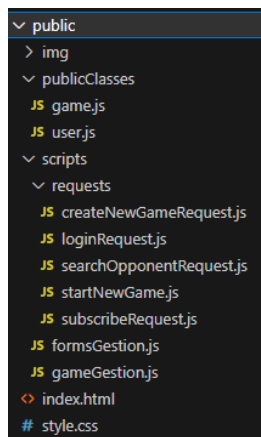 public
img
publicClasses
JS game.js
JS user.js
scripts
requests
JS createNewGameRequest.js
JS loginRequest.js
JS searchOpponentRequest.js
JS startNewGame.js
JS subscribeRequest.js
JS formsGestion.js
JS gameGestion.js
<> index.html
# style.css